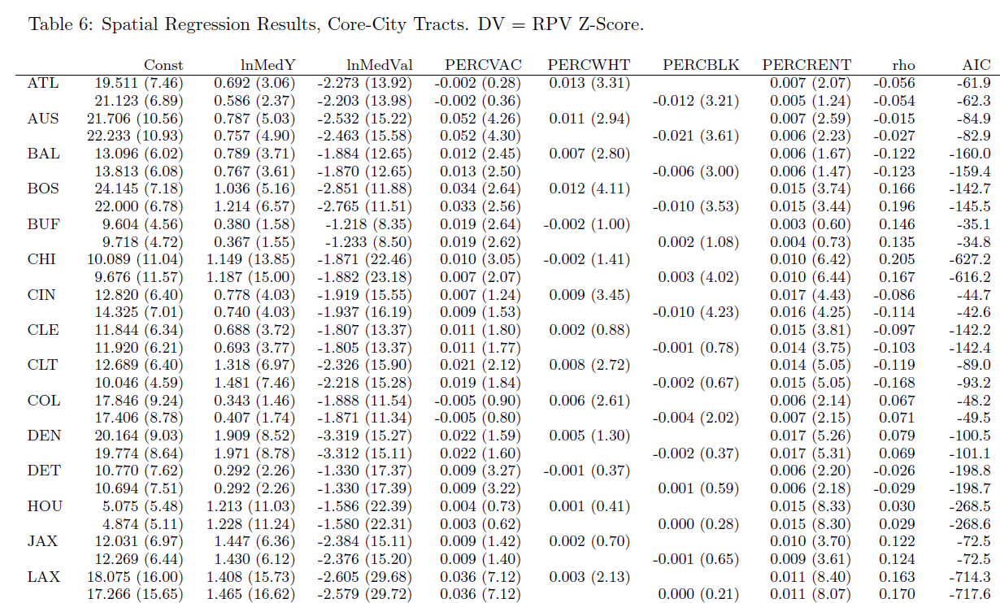 Table 6: Spatial Regression Results, Core-City Tracts. DV = RPV Z-Score.
Const lnMedY lnMedVal PERCVAC PERCWHT PERCBLK PERCRENT rho AIC
ATL 19.511 (7.46) 0.692 (3.06) -2.273 (13.92) -0.002 (0.28) 0.013 (3.31) 0.007 (2.07) -0.056 -61.9
21.123 (6.89) 0.586 (2.37) -2.203 (13.98) -0.002 (0.36) -0.012 (3.21) 0.005 (1.24) -0.054 -62.3
AUS 21.706 (10.56) 0.787 (5.03) -2.532 (15.22) 0.052 (4.26) 0.011 (2.94) 0.007 (2.59) -0.015 -84.9
22.233 (10.93) 0.757 (4.90) -2.463 (15.58) 0.052 (4.30) -0.021 (3.61) 0.006 (2.23) -0.027 -82.9
BAL 13.096 (6.02) 0.789 (3.71) -1.884 (12.65) 0.012 (2.45) 0.007 (2.80) 0.006 (1.67) -0.122 -160.0
13.813 (6.08) 0.767 (3.61) -1.870 (12.65) 0.013 (2.50) -0.006 (3.00) 0.006 (1.47) -0.123 -159.4
BOS 24.145 (7.18) 1.036 (5.16) -2.851 (11.88) 0.034 (2.64) 0.012 (4.11) 0.015 (3.74) 0.166 -142.7
22.000 (6.78) 1.214 (6.57) -2.765 (11.51) 0.033 (2.56) -0.010 (3.53) 0.015 (3.44) 0.196 -145.5
BUF 9.604 (4.56) 0.380 (1.58) -1.218 (8.35) 0.019 (2.64) -0.002 (1.00) 0.003 (0.60) 0.146 -35.1
9.718 (4.72) 0.367 (1.55) -1.233 (8.50) 0.019 (2.62) 0.002 (1.08) 0.004 (0.73) 0.135 -34.8
CHI 10.089 (11.04) 1.149 (13.85) -1.871 (22.46) 0.010 (3.05) -0.002 (1.41) 0.010 (6.42) 0.205 -627.2
9.676 (11.57) 1.187 (15.00) -1.882 (23.18) 0.007 (2.07) 0.003 (4.02) 0.010 (6.44) 0.167 -616.2
CIN 12.820 (6.40) 0.778 (4.03) -1.919 (15.55) 0.007 (1.24) 0.009 (3.45) 0.017 (4.43) -0.086 -44.7
14.325 (7.01) 0.740 (4.03) -1.937 (16.19) 0.009 (1.53) -0.010 (4.23) 0.016 (4.25) -0.114 -42.6
CLE 11.844 (6.34) 0.688 (3.72) -1.807 (13.37) 0.011 (1.80) 0.002 (0.88) 0.015 (3.81) -0.097 -142.2
11.920 (6.21) 0.693 (3.77) -1.805 (13.37) 0.011 (1.77) -0.001 (0.78) 0.014 (3.75) -0.103 -142.4
CLT 12.689 (6.40) 1.318 (6.97) -2.326 (15.90) 0.021 (2.12) 0.008 (2.72) 0.014 (5.05) -0.119 -89.0
10.046 (4.59) 1.481 (7.46) -2.218 (15.28) 0.019 (1.84) -0.002 (0.67) 0.015 (5.05) -0.168 -93.2
COL 17.846 (9.24) 0.343 (1.46) -1.888 (11.54) -0.005 (0.90) 0.006 (2.61) 0.006 (2.14) 0.067 -48.2
17.406 (8.78) 0.407 (1.74) -1.871 (11.34) -0.005 (0.80) -0.004 (2.02) 0.007 (2.15) 0.071 -49.5
DEN 20.164 (9.03) 1.909 (8.52) -3.319 (15.27) 0.022 (1.59) 0.005 (1.30) 0.017 (5.26) 0.079 -100.5
19.774 (8.64) 1.971 (8.78) -3.312 (15.11) 0.022 (1.60) -0.002 (0.37) 0.017 (5.31) 0.069 -101.1
DET 10.770 (7.62) 0.292 (2.26) -1.330 (17.37) 0.009 (3.27) -0.001 (0.37) 0.006 (2.20) -0.026 -198.8
10.694 (7.51) 0.292 (2.26) -1.330 (17.39) 0.009 (3.22) 0.001 (0.59) 0.006 (2.18) -0.029 -198.7
HOU 5.075 (5.48) 1.213 (11.03) -1.586 (22.39) 0.004 (0.73) 0.001 (0.41) 0.015 (8.33) 0.030 -268.5
4.874 (5.11) 1.228 (11.24) -1.580 (22.31) 0.003 (0.62) 0.000 (0.28) 0.015 (8.30) 0.029 -268.6
JAX 12.031 (6.97) 1.447 (6.36) -2.384 (15.11) 0.009 (1.42) 0.002 (0.70) 0.010 (3.70) 0.122 -72.5
12.269 (6.44) 1.430 (6.12) -2.376 (15.20) 0.009 (1.40) -0.001 (0.65) 0.009 (3.61) 0.124 -72.5
LAX 18.075 (16.00) 1.408 (15.73) -2.605 (29.68) 0.036 (7.12) 0.003 (2.13) 0.011 (8.40) 0.163 -714.3
17.266 (15.65) 1.465 (16.62) -2.579 (29.72) 0.036 (7.12) 0.000 (0.21) 0.011 (8.07) 0.170 -717.6